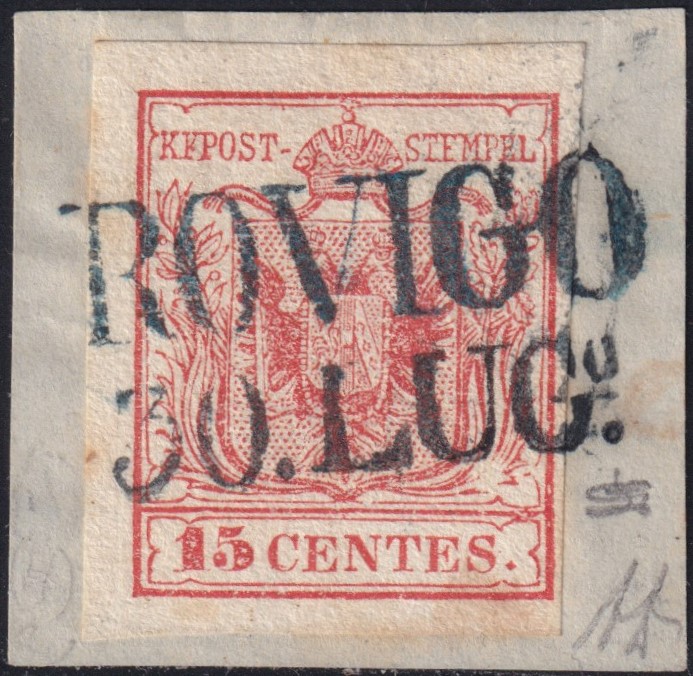 KKPOST-STEMPEL
ROVIGO
30.LUG.
15 CENTES.